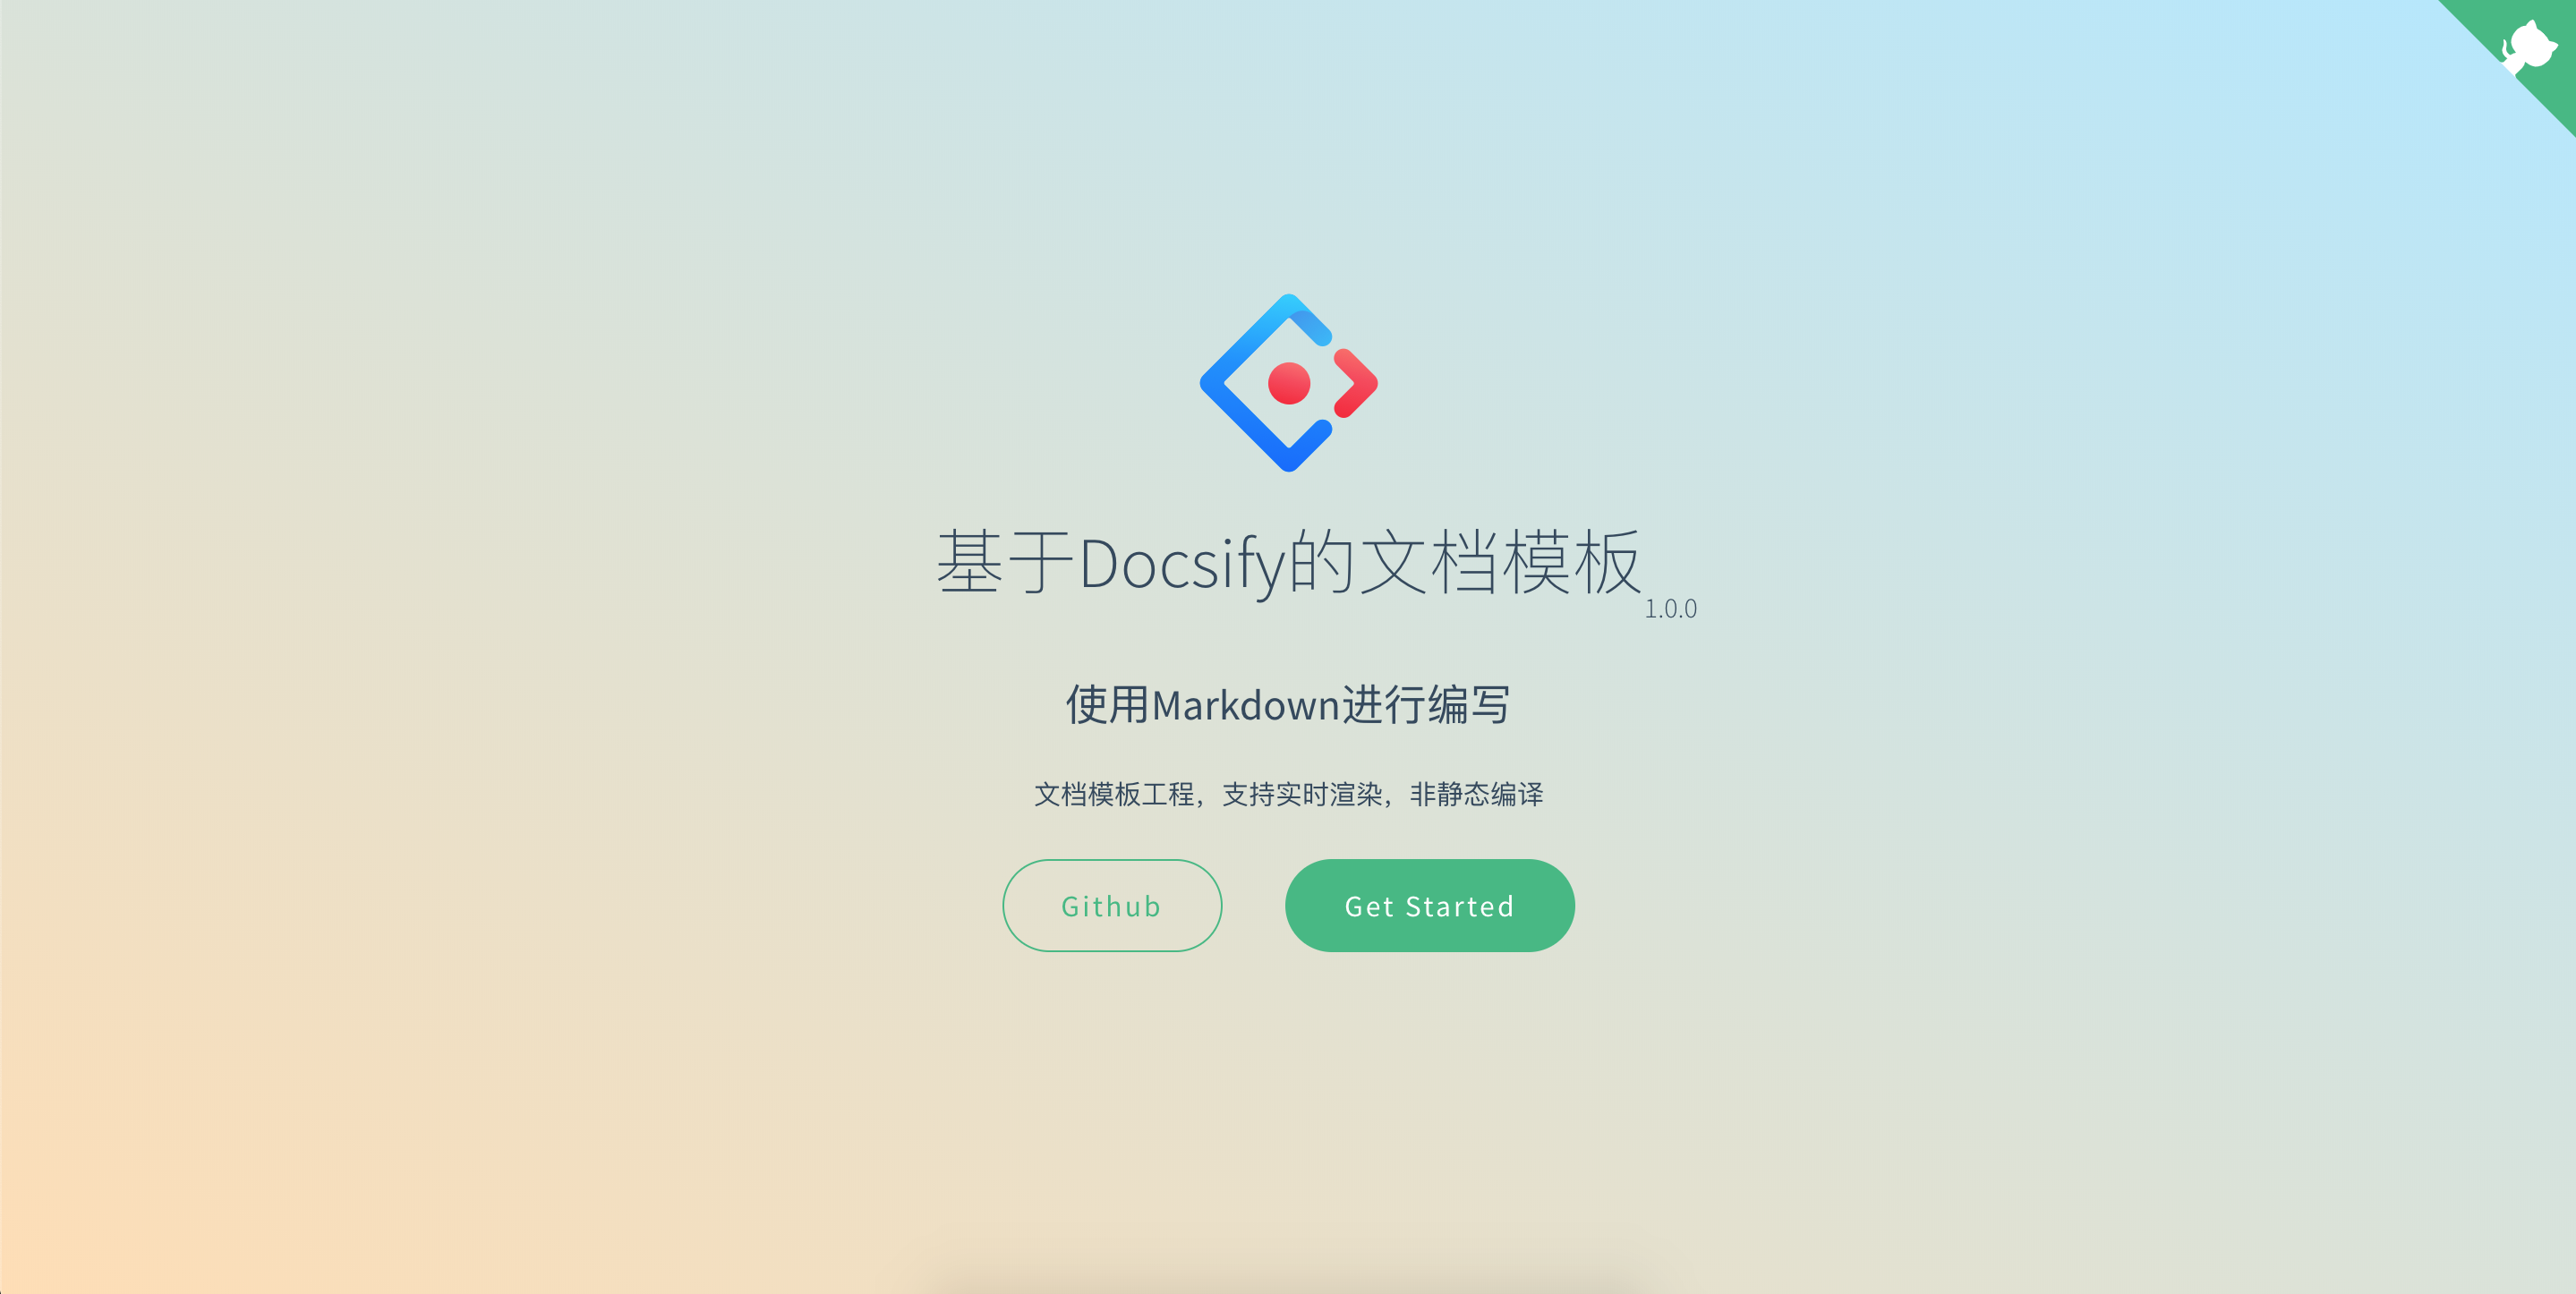 基于Docsify的文档模板 1.0.0
使用Markdown进行编写
文档模板工程，支持实时渲染，非静态编译
Github
Get Started